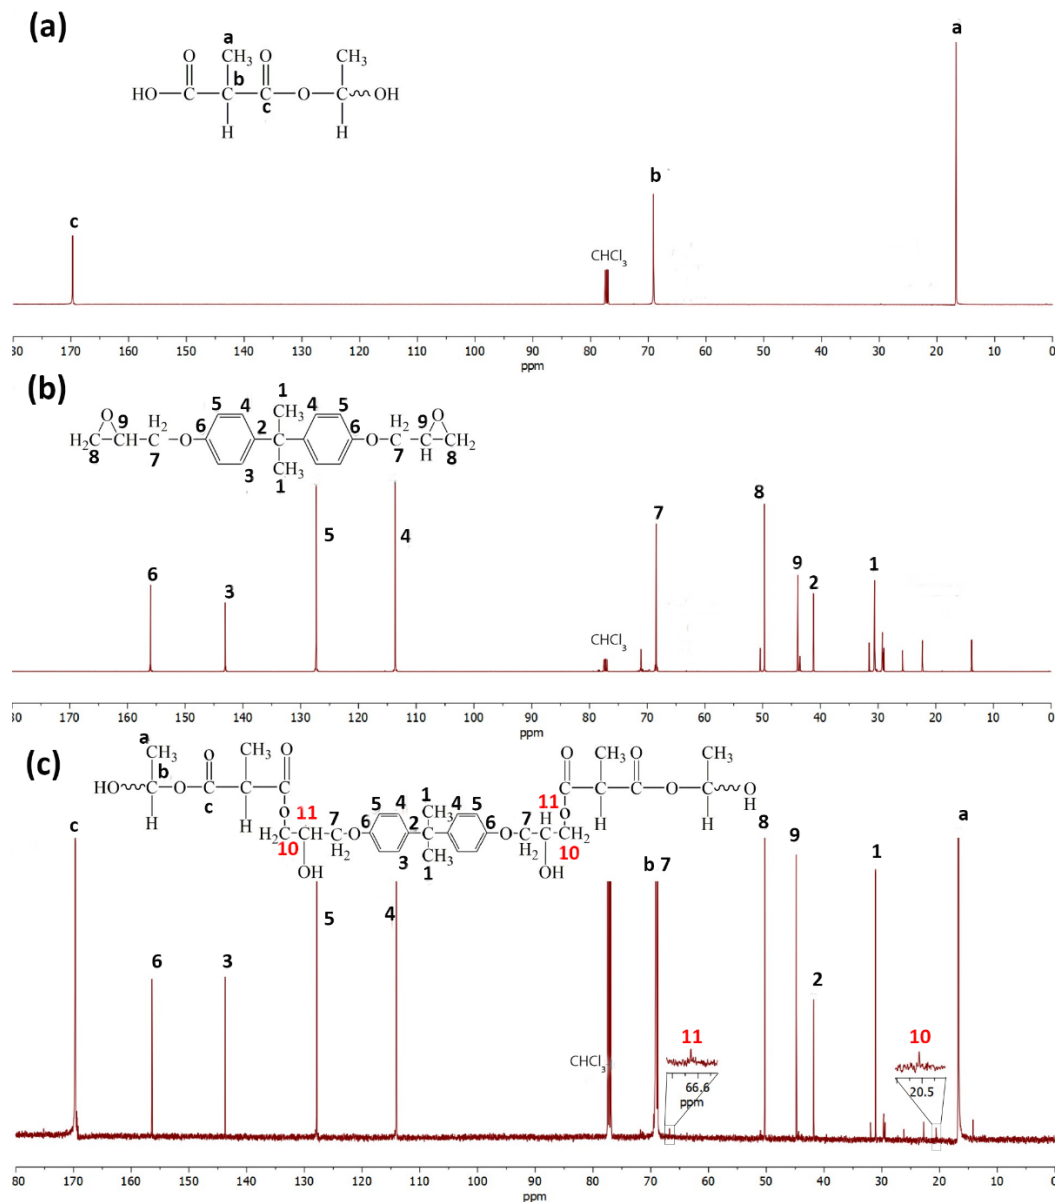 (a)
a
a
O CH₃ O CH₃
b
HO C C C O C OH
c
H H
b
c
CHCl₃
80 170 160 150 140 130 120 110 100 90 80 70 60 50 40 30 20 10 0
ppm
(b)
1
O 9 H₂ 5 4 CH₃ 4 5 H₂ 9 O
H₂C CH C O 6 2 C 6 O C C CH₂
8 7 3 CH₃ 7 H 8
1
8
7
5 4
9 1
6 2
3
CHCl₃
80 170 160 150 140 130 120 110 100 90 80 70 60 50 40 30 20 10 0
ppm
(c)
a
CH₃ O CH₃ O O CH₃ O CH₃
b
HO C O C C C C C C O C O
c H
H H O O H H
11 7 5 4 1 CH₃ 4 5 7 11 H
H₂C C C O 6 2 C 6 O C C CH₂
10 H₂ 3 CH₃ H₂ 10
OH 1 OH
c
8 a
9
b 7 1
5 4
6 3
2
11 10
CHCl₃
66.6
ppm
20.5
80 170 160 150 140 130 120 110 100 90 80 70 60 50 40 30 20 10 0
ppm